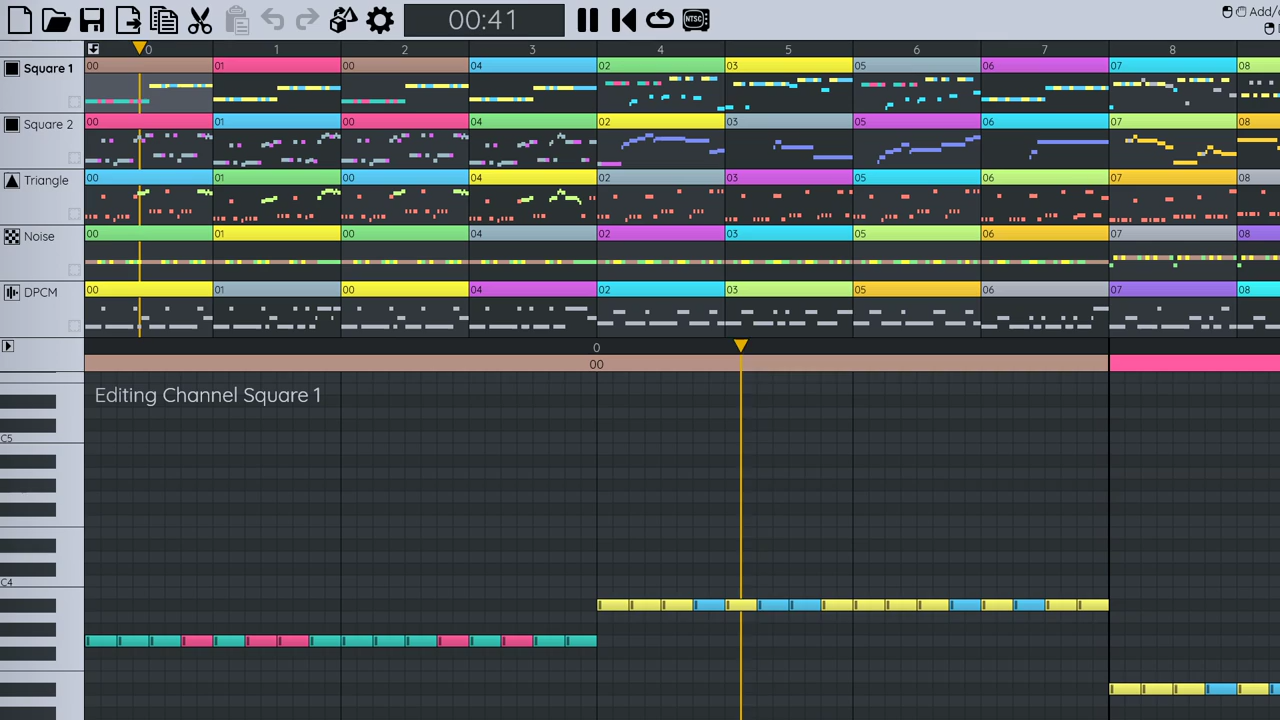 00:41 NTSC Add/
0 1 2 3 4 5 6 7 8
Square 1 00 01 00 04 02 03 05 06 07 08
Square 2 00 01 00 04 02 03 05 06 07 08
Triangle 00 01 00 04 02 03 05 06 07 08
Noise 00 01 00 04 02 03 05 06 07 08
DPCM 00 01 00 04 02 03 05 06 07 08
0
00
Editing Channel Square 1
C5
C4